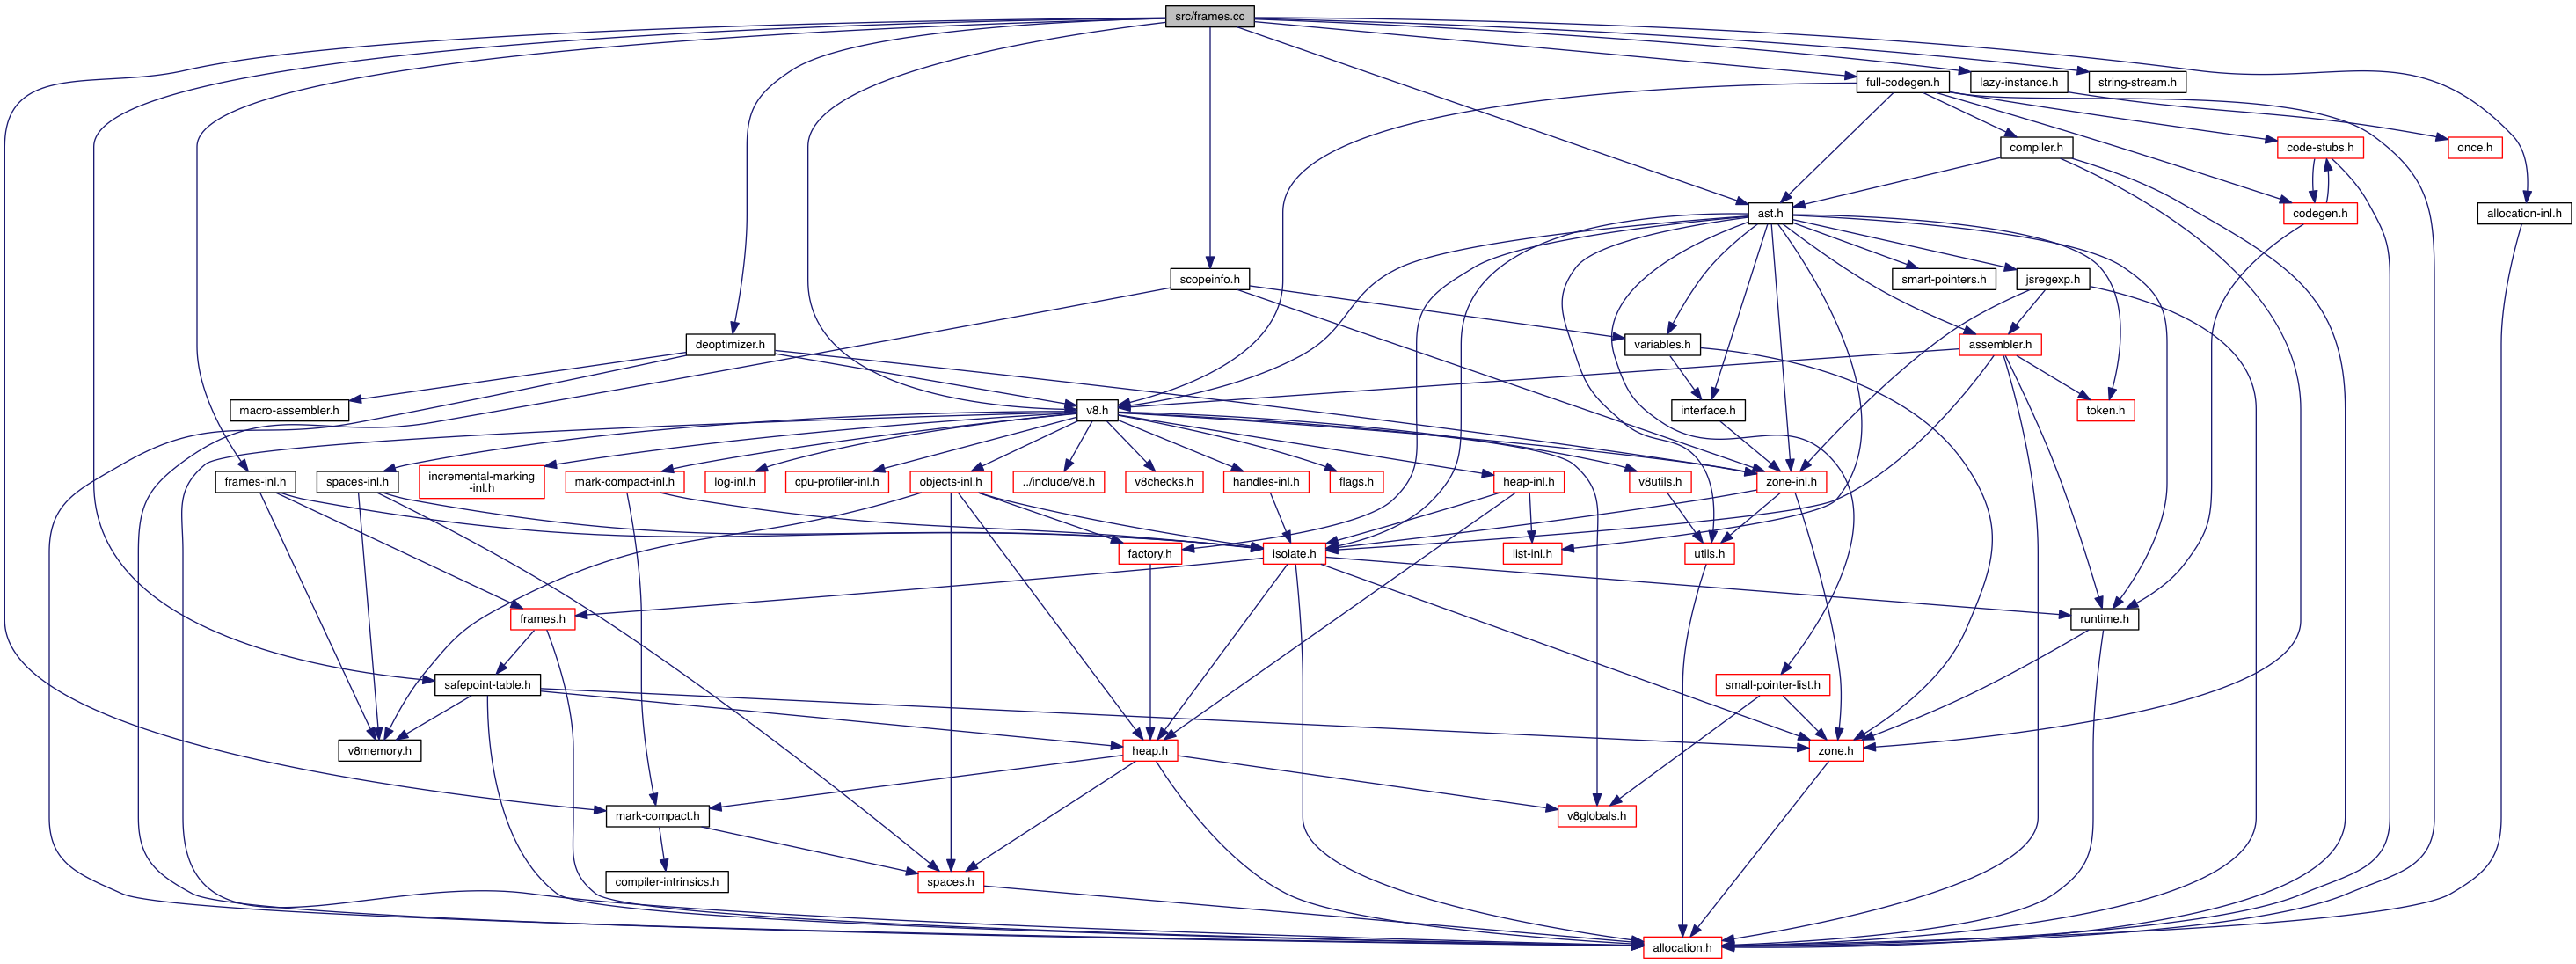 src/frames.cc
full-codegen.h
lazy-instance.h
string-stream.h
compiler.h
code-stubs.h
once.h
ast.h
codegen.h
allocation-inl.h
scopeinfo.h
smart-pointers.h
jsregexp.h
deoptimizer.h
variables.h
assembler.h
macro-assembler.h
v8.h
interface.h
token.h
frames-inl.h
spaces-inl.h
incremental-marking
-inl.h
mark-compact-inl.h
log-inl.h
cpu-profiler-inl.h
objects-inl.h
../include/v8.h
v8checks.h
handles-inl.h
flags.h
heap-inl.h
v8utils.h
zone-inl.h
factory.h
isolate.h
list-inl.h
utils.h
frames.h
runtime.h
safepoint-table.h
small-pointer-list.h
v8memory.h
heap.h
zone.h
mark-compact.h
v8globals.h
compiler-intrinsics.h
spaces.h
allocation.h